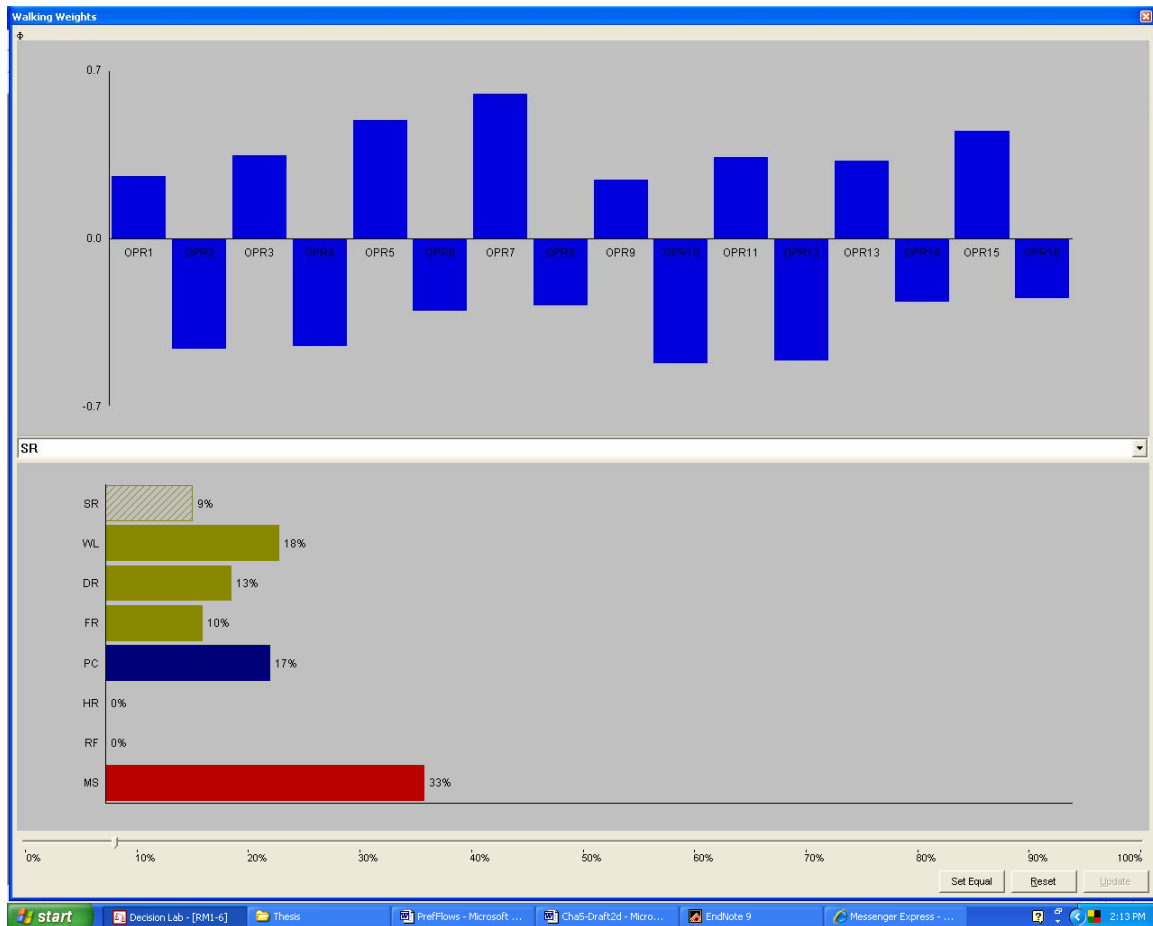 Walking Weights
Φ
0.7
0.0
OPR1 OPR2 OPR3 OPR4 OPR5 OPR6 OPR7 OPR8 OPR9 OPR10 OPR11 OPR12 OPR13 OPR14 OPR15 OPR16
-0.7
SR
SR 9%
WL 18%
DR 13%
FR 10%
PC 17%
HR 0%
RF 0%
MS 33%
0% 10% 20% 30% 40% 50% 60% 70% 80% 90% 100%
Set Equal Reset Update
start Decision Lab - [RM1-6] Thesis PrefFlows - Microsoft ... Cha5-Draft2d - Micro... EndNote 9 Messenger Express - ... 2:13 PM